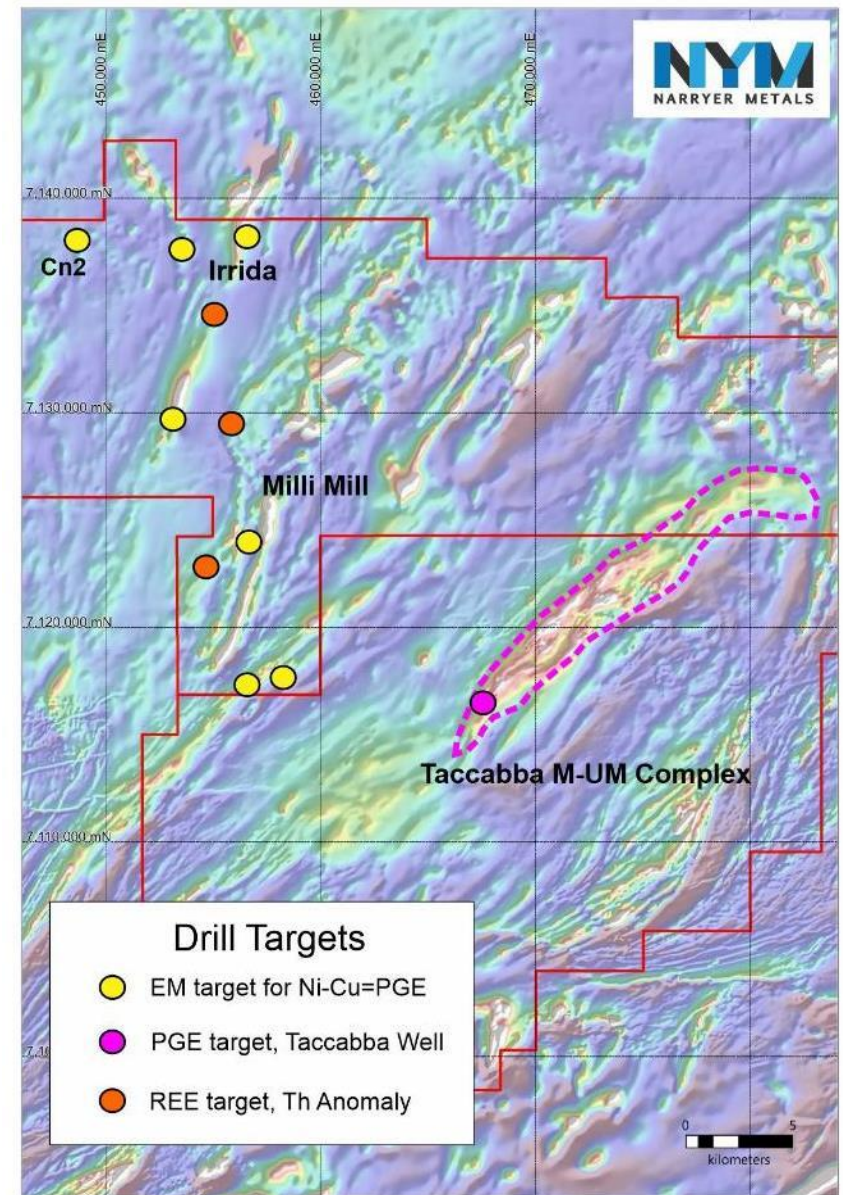 450,000 mE
460,000 mE
470,000 mE
NYM
NARRYER METALS
7,140,000 mN
Cn2
Irrida
7,130,000 mN
Milli Mill
7,120,000 mN
Taccabba M-UM Complex
7,110,000 mN
Drill Targets
EM target for Ni-Cu=PGE
PGE target, Taccabba Well
REE target, Th Anomaly
7,10
0 5
kilometers